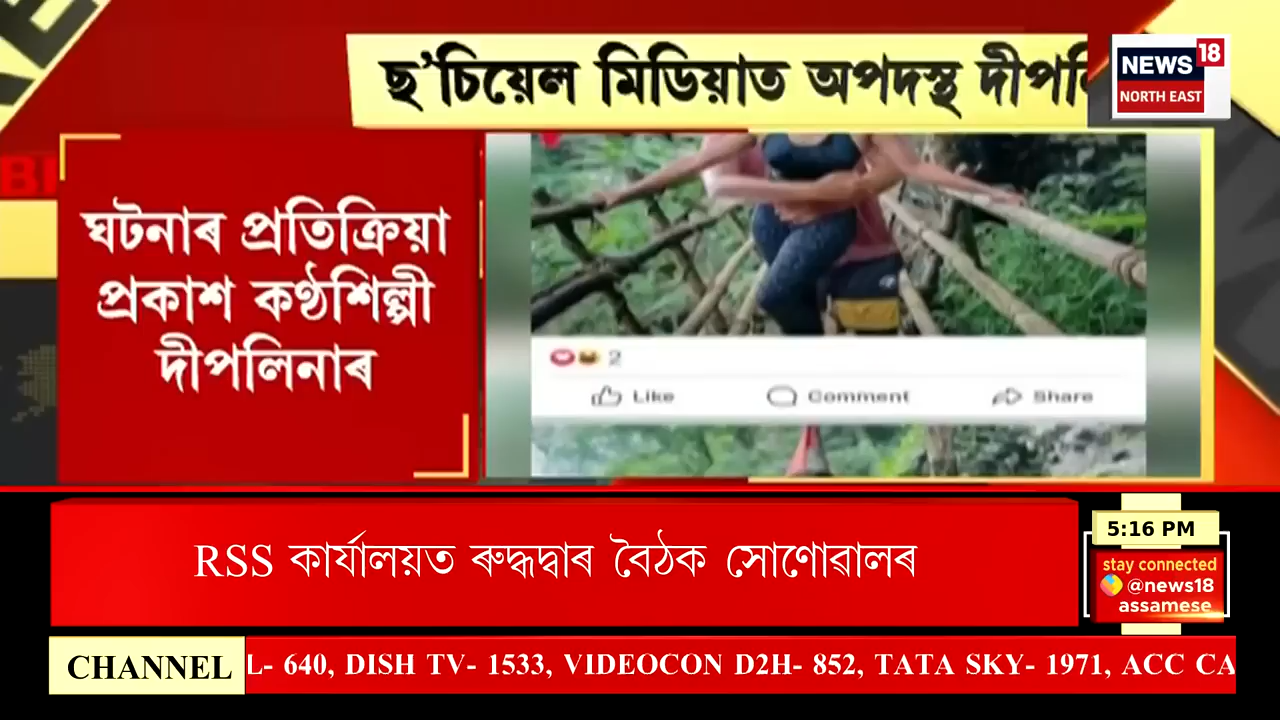 ছ'চিয়েল মিডিয়াত অপদস্থ
NEWS 18
NORTH EAST
ঘটনাৰ প্ৰতিক্ৰিয়া
প্ৰকাশ কণ্ঠশিল্পী
দীপলিনাৰ
2
Like Comment Share
RSS কাৰ্যালয়ত ৰুদ্ধদ্বাৰ বৈঠক সোণোৱালৰ
5:16 PM
stay connected
@news18
assamese
CHANNEL L- 640, DISH TV- 1533, VIDEOCON D2H- 852, TATA SKY- 1971, ACC CA